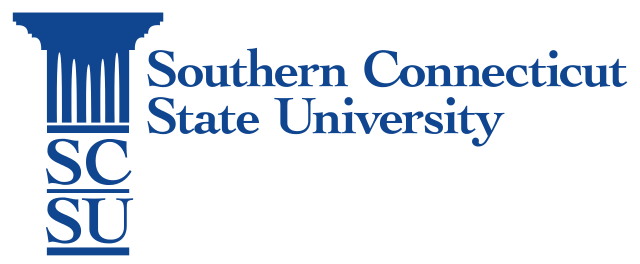 Southern Connecticut
State University
SC
SU